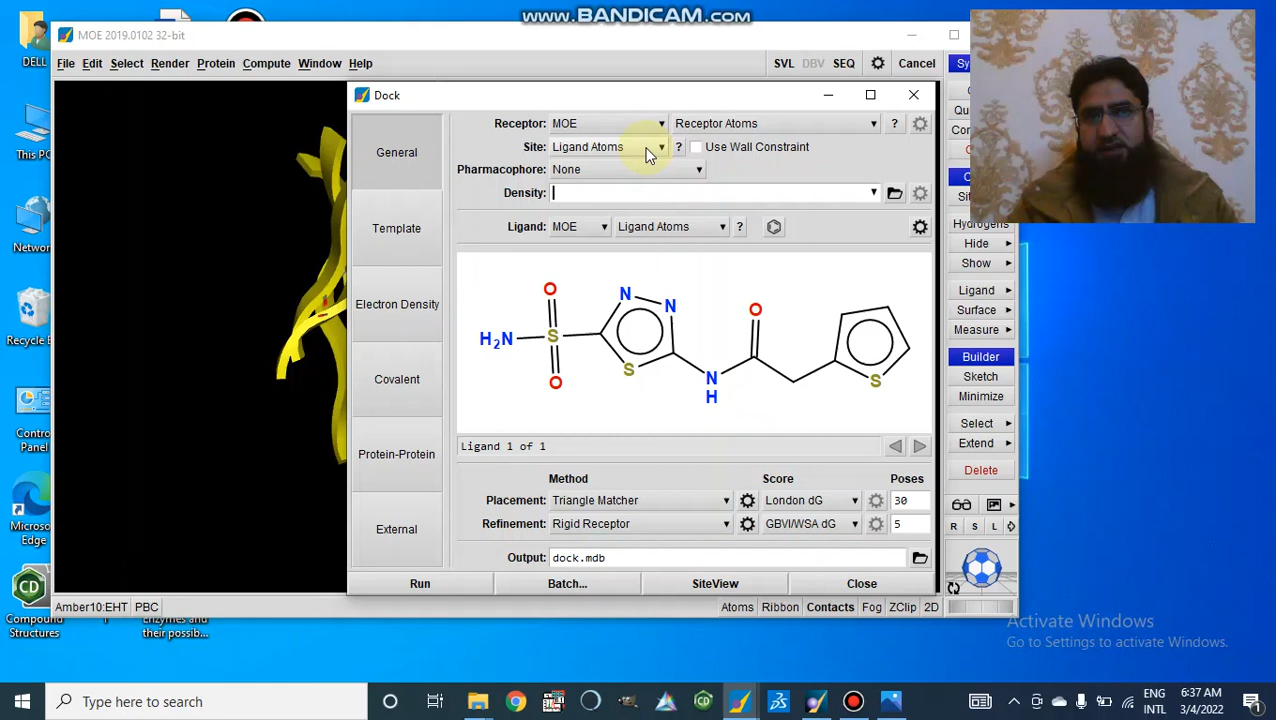 www.BANDICAM.com
DELL
This PC
Network
Recycle B
Control
Panel
Microso
Edge
Compound
Structures
1
Enzymes and
their possib...
MOE 2019.0102 32-bit
File Edit Select Render Protein Compute Window Help
SVL DBV SEQ Cancel
Dock
General
Template
Electron Density
Covalent
Protein-Protein
External
Receptor: MOE Receptor Atoms ?
Site: Ligand Atoms ? Use Wall Constraint
Pharmacophore: None
Density:
Ligand: MOE Ligand Atoms ?
O
N N
O
H₂N S
S S
O
N
H
Ligand 1 of 1
Method Score Poses
Placement: Triangle Matcher London dG 30
Refinement: Rigid Receptor GBVI/WSA dG 5
Output: dock.mdb
Run Batch... SiteView Close
Hydrogens
Hide
Show
Ligand
Surface
Measure
Builder
Sketch
Minimize
Select
Extend
Delete
R S L
Amber10:EHT PBC
Atoms Ribbon Contacts Fog ZClip 2D
Activate Windows
Go to Settings to activate Windows.
Type here to search
CD
ENG
INTL
6:37 AM
3/4/2022
1